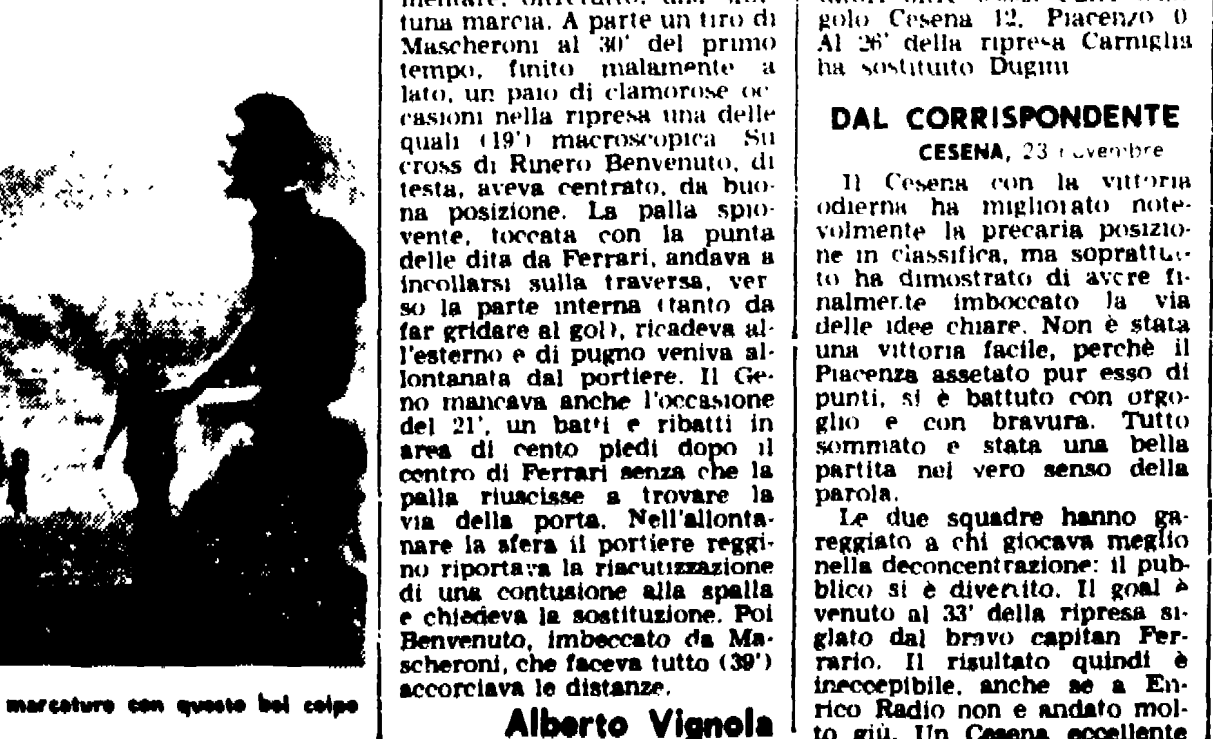 marcature con questo bel colpo
tuna marcia. A parte un tiro di
Mascheroni al 30' del primo
tempo, finito malamente a
lato, un paio di clamorose oc-
casioni nella ripresa una delle
quali (19') macroscopica Su
cross di Rinero Benvenuto, di
testa, aveva centrato, da buo-
na posizione. La palla spio-
vente, toccata con la punta
delle dita da Ferrari, andava a
incollarsi sulla traversa, ver
so la parte interna (tanto da
far gridare al gol), ricadeva al-
l'esterno e di pugno veniva al-
lontanata dal portiere. Il Ge-
no mancava anche l'occasione
del 21', un batti e ribatti in
area di cento piedi dopo il
centro di Ferrari senza che la
palla riuscisse a trovare la
via della porta. Nell'allonta-
nare la sfera il portiere reggi-
no riportava la riacutizzazione
di una contusione alla spalla
e chiedeva la sostituzione. Poi
Benvenuto, imbeccato da Ma-
scheroni, che faceva tutto (39')
accorciava le distanze.
Alberto Vignola
golo Cesena 12, Piacenzo 0
Al 26' della ripresa Carniglia
ha sostituito Dugini
DAL CORRISPONDENTE
CESENA, 23 novembre
Il Cesena con la vittoria
odierna ha migliorato note-
volmente la precaria posizio-
ne in classifica, ma soprattut-
to ha dimostrato di avere fi-
nalmente imboccato la via
delle idee chiare. Non è stata
una vittoria facile, perchè il
Piacenza assetato pur esso di
punti, si è battuto con orgo-
glio e con bravura. Tutto
sommato e stata una bella
partita nel vero senso della
parola.
Le due squadre hanno ga-
reggiato a chi giocava meglio
nella deconcentrazione: il pub-
blico si è divertito. Il goal è
venuto al 33' della ripresa si-
glato dal bravo capitan Fer-
rario. Il risultato quindi è
ineccepibile, anche se a En-
rico Radio non e andato mol-
to giù. Un Cesena eccellente